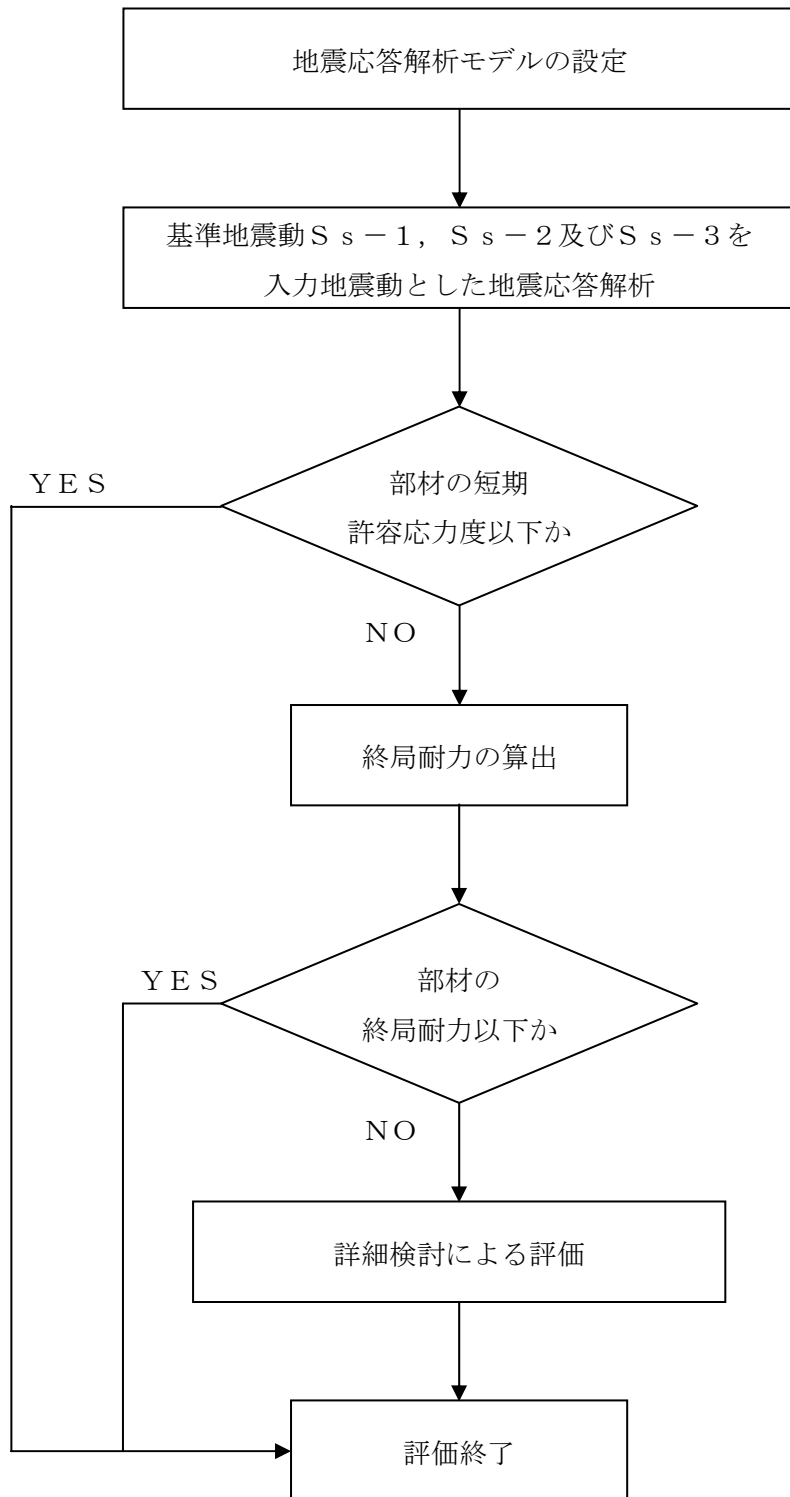 地震応答解析モデルの設定
基準地震動Ｓｓ－１，Ｓｓ－２及びＳｓ－３を
入力地震動とした地震応答解析
部材の短期
許容応力度以下か
ＹＥＳ
ＮＯ
終局耐力の算出
部材の
終局耐力以下か
ＹＥＳ
ＮＯ
詳細検討による評価
評価終了